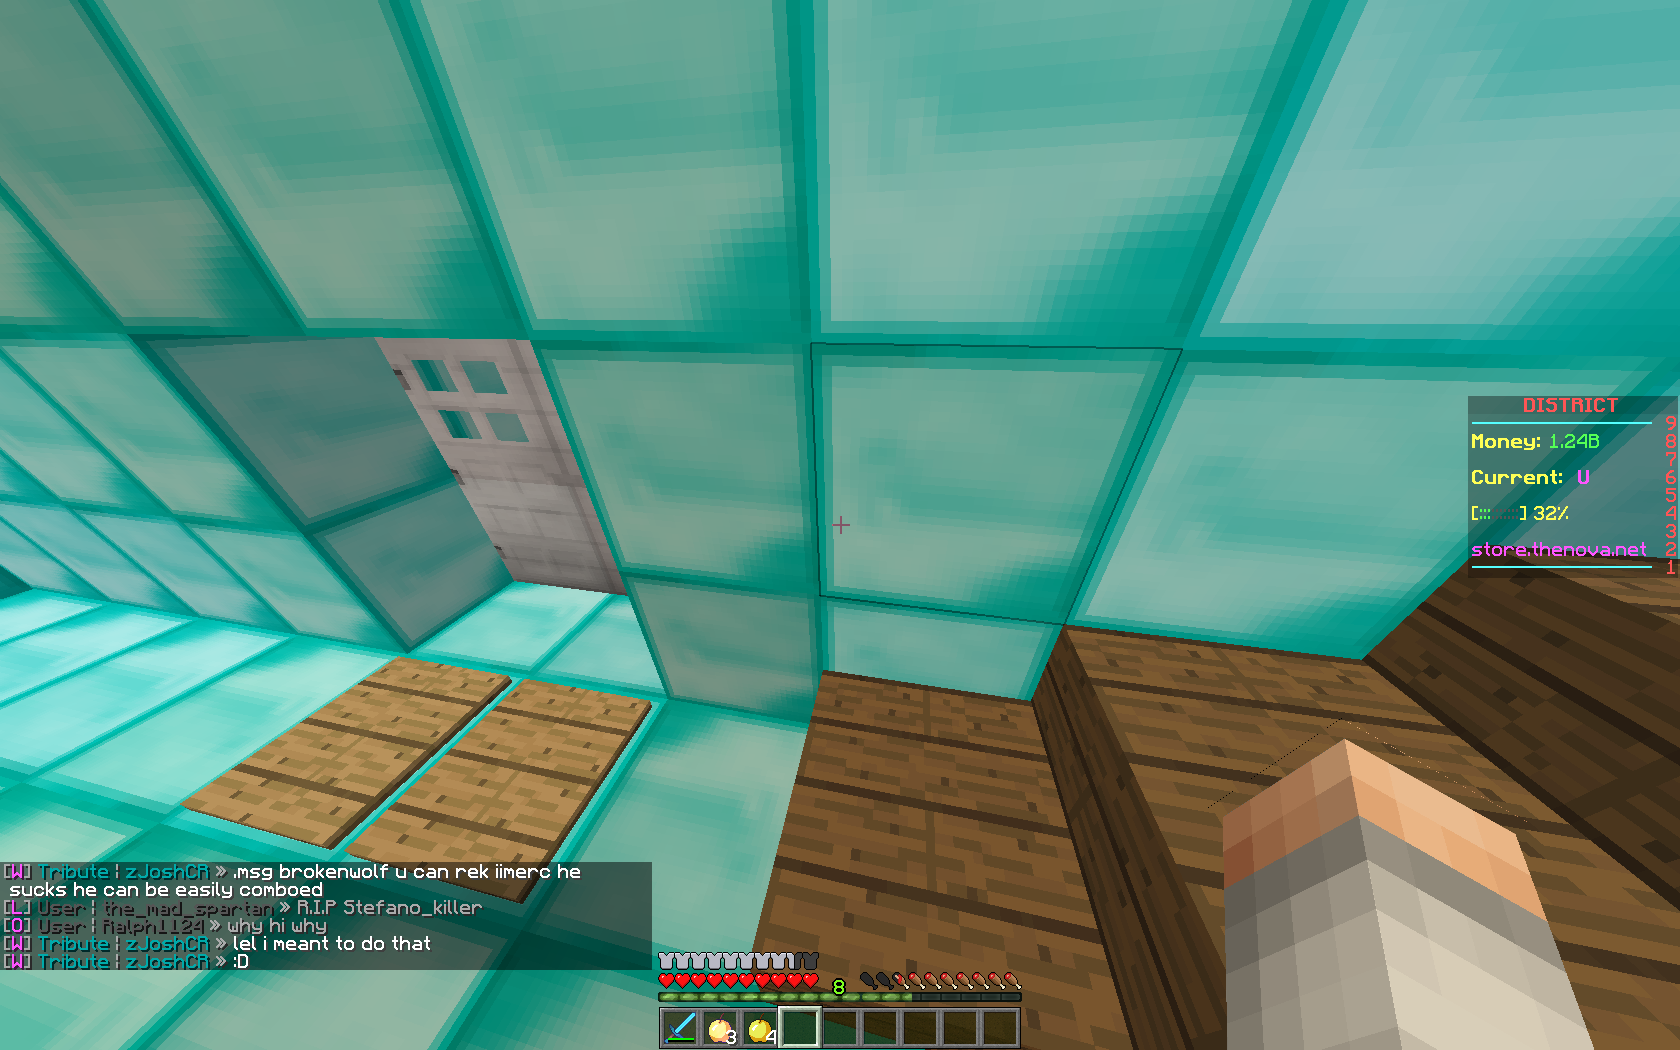 DISTRICT
9
Money: 1.24B 8
7
Current: U 6
5
[::::::::::] 32% 4
3
store.thenova.net 2
1
[W] Tribute ¦ zJoshCR » .msg brokenwolf u can rek iimerc he
sucks he can be easily comboed
[L] User ¦ the_mad_spartan » R.I.P Stefano_killer
[O] User ¦ Ralph1124 » why hi why
[W] Tribute ¦ zJoshCR » lel i meant to do that
[W] Tribute ¦ zJoshCR » :D
8
3 4